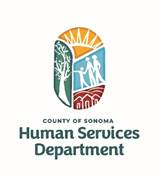 COUNTY OF SONOMA
Human Services
Department